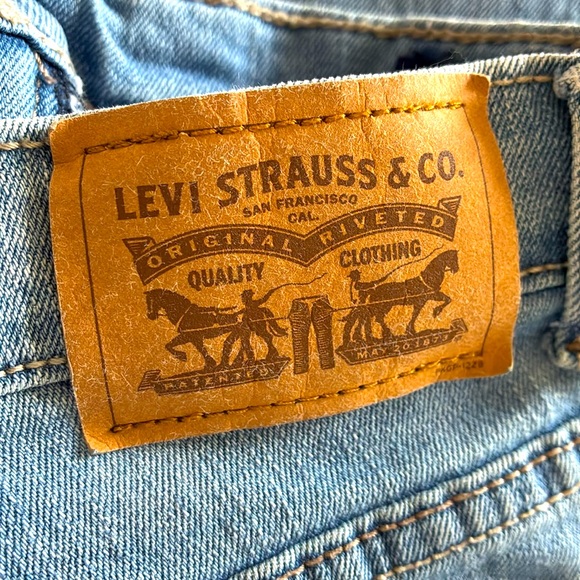 LEVI STRAUSS & CO.
SAN FRANCISCO
CAL.
ORIGINAL RIVETED
QUALITY CLOTHING
PATENTED MAY 20 1873